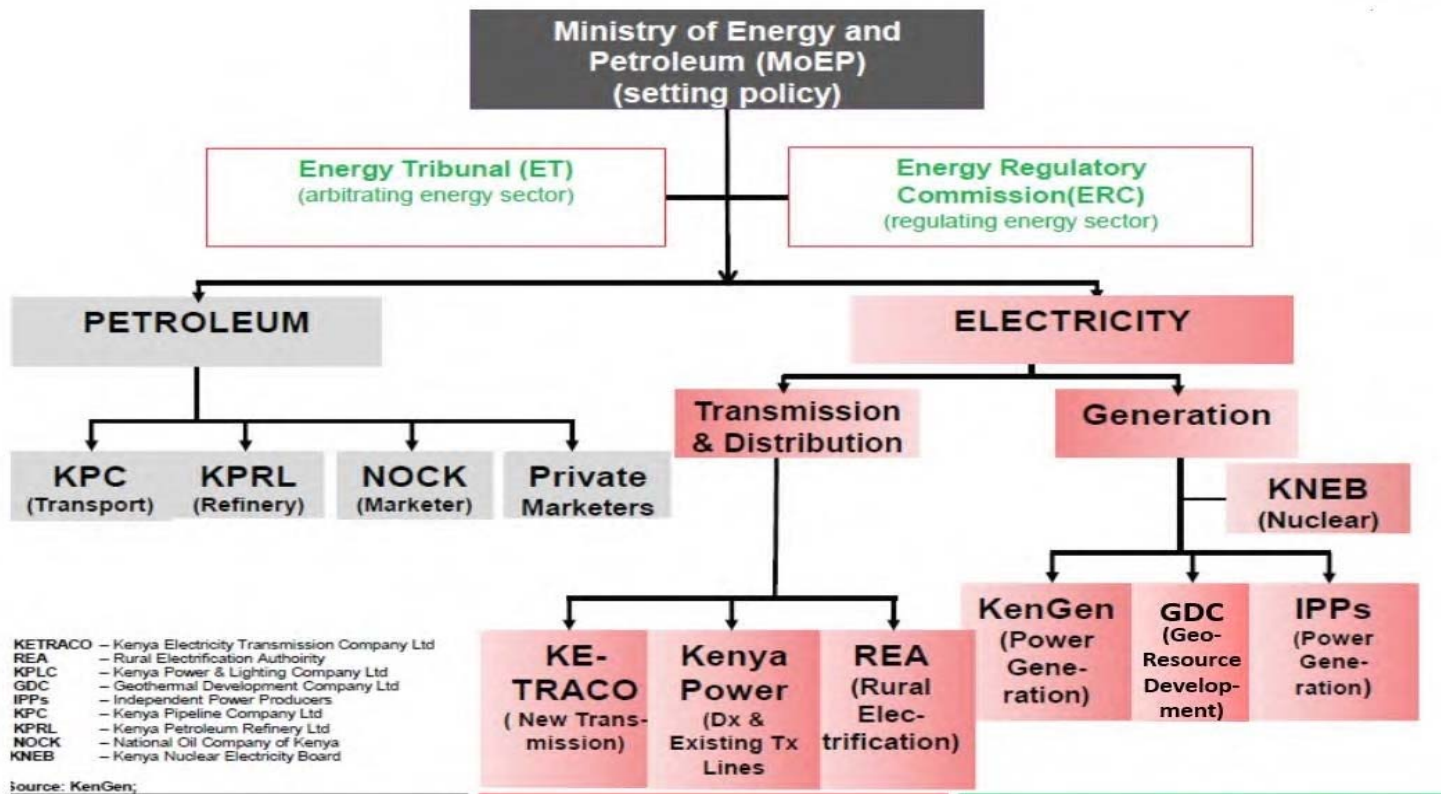 Ministry of Energy and
Petroleum (MoEP)
(setting policy)
Energy Tribunal (ET)
(arbitrating energy sector)
Energy Regulatory
Commission(ERC)
(regulating energy sector)
PETROLEUM
ELECTRICITY
Transmission
& Distribution
Generation
KPC
(Transport)
KPRL
(Refinery)
NOCK
(Marketer)
Private
Marketers
KNEB
(Nuclear)
KE-
TRACO
( New Trans-
mission)
Kenya
Power
(Dx &
Existing Tx
Lines
REA
(Rural
Elec-
trification)
KenGen
(Power
Gene-
ration)
GDC
(Geo-
Resource
Develop-
ment)
IPPs
(Power
Gene-
ration)
KETRACO – Kenya Electricity Transmission Company Ltd
REA – Rural Electrification Authoirity
KPLC – Kenya Power & Lighting Company Ltd
GDC – Geothermal Development Company Ltd
IPPs – Independent Power Producers
KPC – Kenya Pipeline Company Ltd
KPRL – Kenya Petroleum Refinery Ltd
NOCK – National Oil Company of Kenya
KNEB – Kenya Nuclear Electricity Board
Source: KenGen;